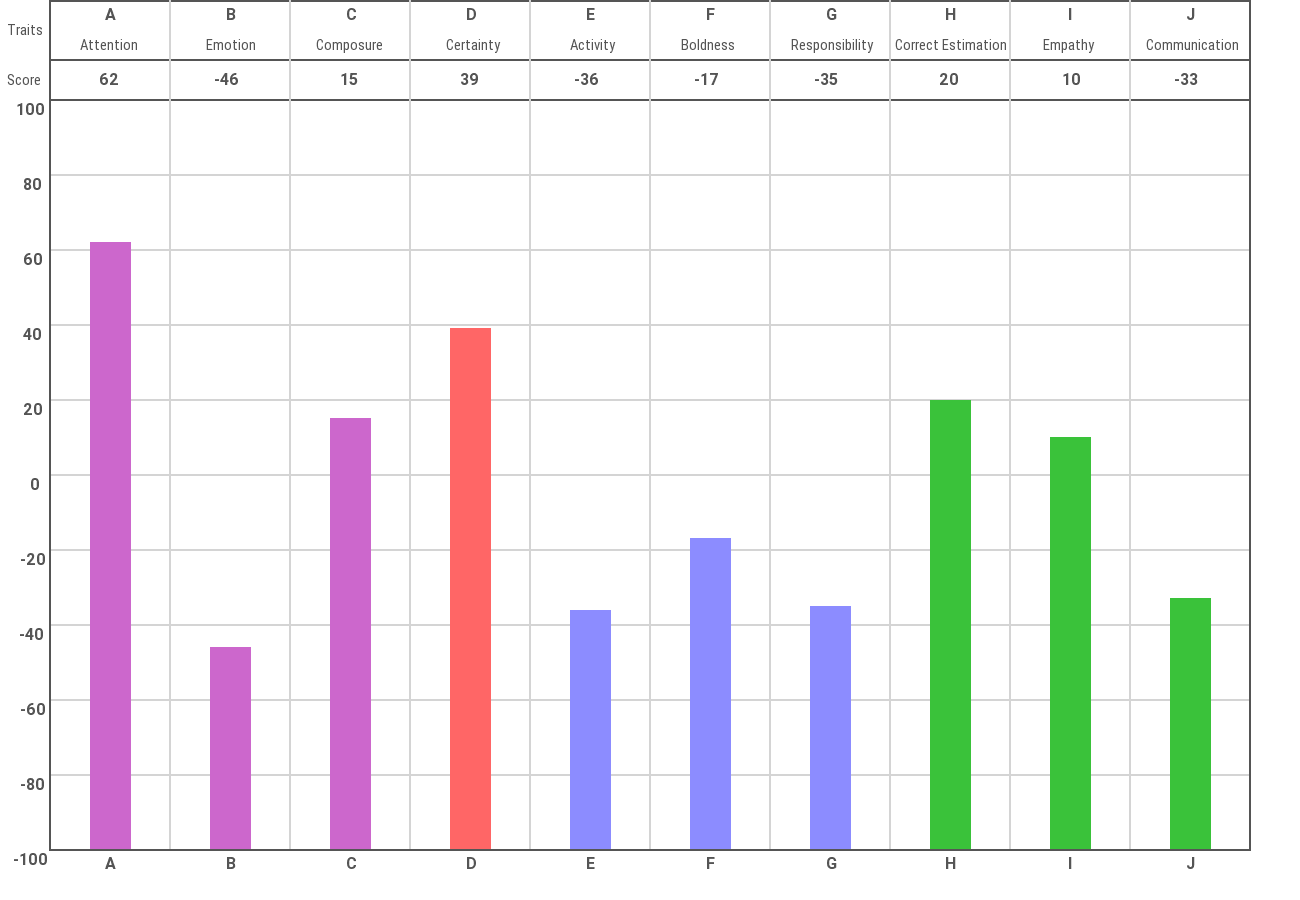 A B C D E F G H I J
Traits
Attention Emotion Composure Certainty Activity Boldness Responsibility Correct Estimation Empathy Communication
Score 62 -46 15 39 -36 -17 -35 20 10 -33
100
80
60
40
20
0
-20
-40
-60
-80
-100
A B C D E F G H I J